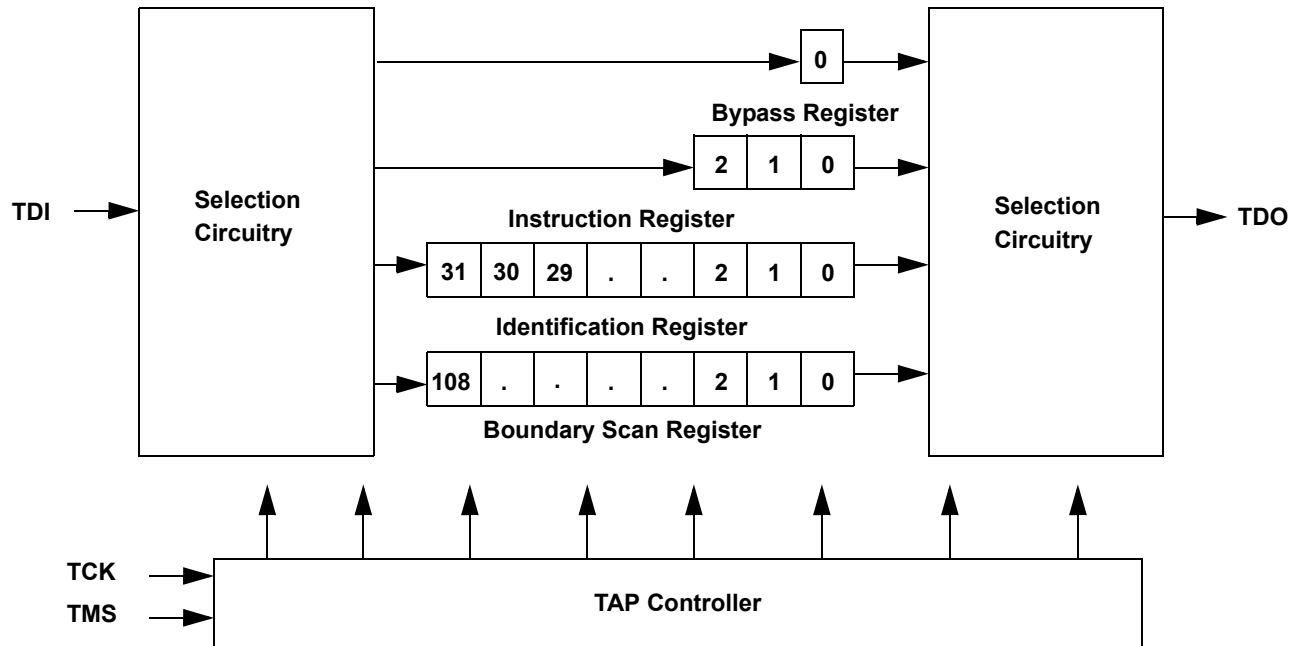 0
Bypass Register
2 1 0
TDI
Selection
Circuitry
Selection
Circuitry
TDO
Instruction Register
31 30 29 . . 2 1 0
Identification Register
108 . . . . 2 1 0
Boundary Scan Register
TCK
TMS
TAP Controller